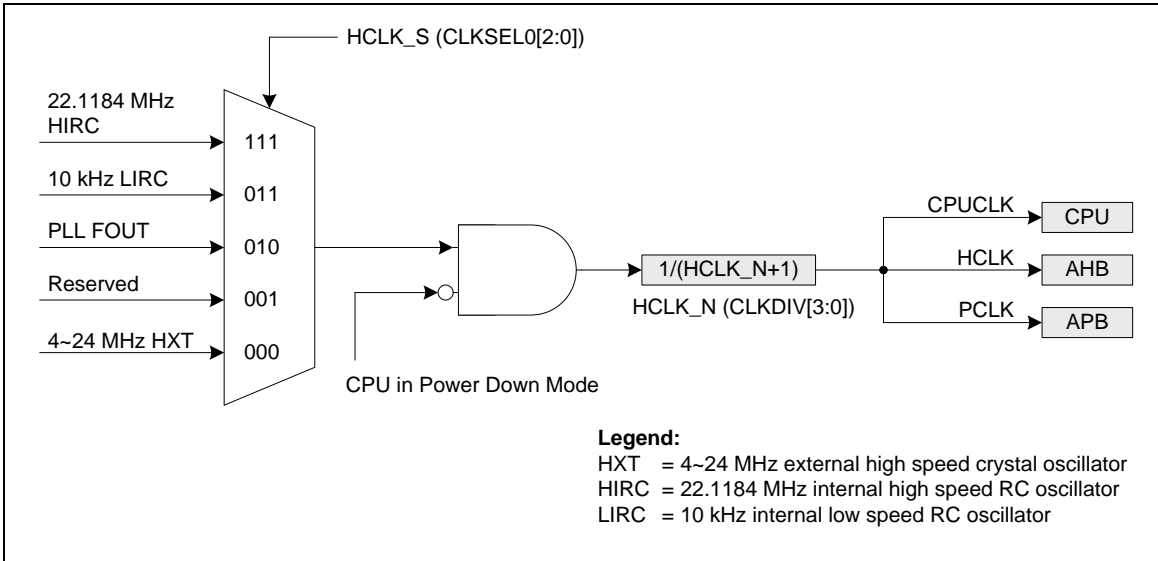 HCLK_S (CLKSEL0[2:0])
22.1184 MHz
HIRC
111
10 kHz LIRC
011
PLL FOUT
010
Reserved
001
4~24 MHz HXT
000
CPU in Power Down Mode
1/(HCLK_N+1)
HCLK_N (CLKDIV[3:0])
CPUCLK
CPU
HCLK
AHB
PCLK
APB
Legend:
HXT = 4~24 MHz external high speed crystal oscillator
HIRC = 22.1184 MHz internal high speed RC oscillator
LIRC = 10 kHz internal low speed RC oscillator